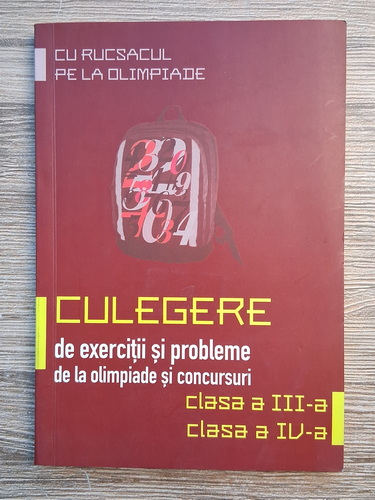 CU RUCSACUL
PE LA OLIMPIADE
CULEGERE
de exerciții și probleme
de la olimpiade și concursuri
clasa a III-a
clasa a IV-a